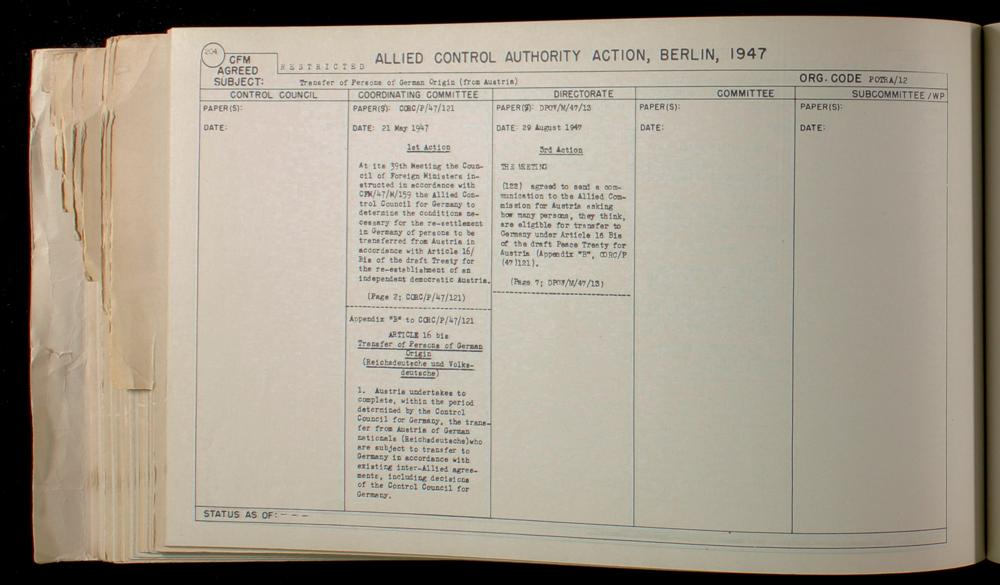 204
CFM
AGREED
RESTRICTED
ALLIED CONTROL AUTHORITY ACTION, BERLIN, 1947
SUBJECT: Transfer of Persons of German Origin (from Austria)
ORG. CODE POTRA/12
CONTROL COUNCIL
PAPER(S):
DATE:
COORDINATING COMMITTEE
PAPER(S): CORC/P/47/121
DATE: 21 May 1947
1st Action
At its 39th Meeting the Coun-
cil of Foreign Ministers in-
structed in accordance with
CFM/47/M/159 the Allied Con-
trol Council for Germany to
determine the conditions ne-
cessary for the re-settlement
in Germany of persons to be
transferred from Austria in
accordance with Article 16/
Bis of the draft Treaty for
the re-establishment of an
independent democratic Austria.
(Page 2; CORC/P/47/121)
Appendix "B" to CORC/P/47/121
ARTICLE 16 bis
Transfer of Persons of German
Origin
(Reichsdeutsche und Volks-
deutsche)
1. Austria undertakes to
complete, within the period
determined by the Control
Council for Germany, the trans-
fer from Austria of German
nationals (Reichsdeutsche)who
are subject to transfer to
Germany in accordance with
existing inter-Allied agree-
ments, including decisions
of the Control Council for
Germany.
DIRECTORATE
PAPER(S): DPOW/M/47/13
DATE: 29 August 1947
3rd Action
THE MEETING
(122) agreed to send a com-
munication to the Allied Com-
mission for Austria asking
how many persons, they think,
are eligible for transfer to
Germany under Article 16 Bis
of the draft Peace Treaty for
Austria (Appendix "B", CORC/P
(47)121).
(Page 7; DPOW/M/47/13)
COMMITTEE
PAPER(S):
DATE:
SUBCOMMITTEE/WP
PAPER(S):
DATE:
STATUS AS OF:---